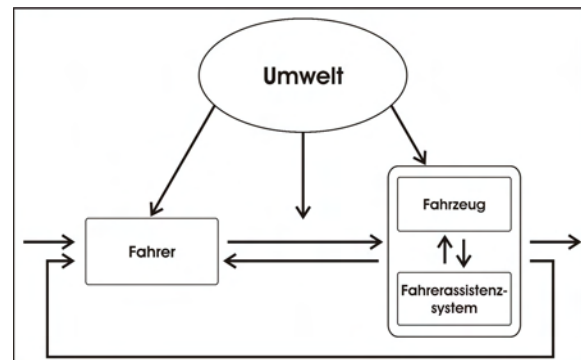 Umwelt
Fahrer
Fahrzeug
Fahrerassistenz-
system